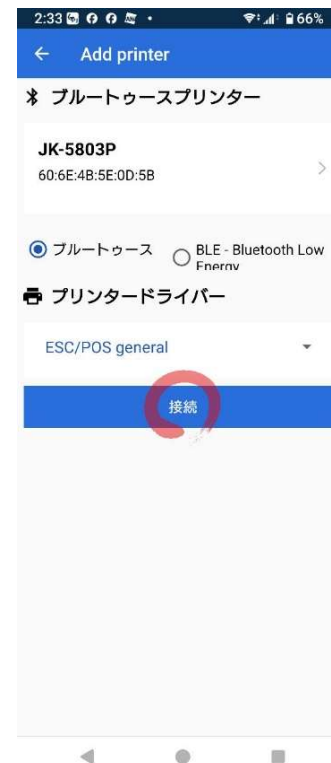 2:33 66%
Add printer
ブルートゥースプリンター
JK-5803P
60:6E:4B:5E:0D:5B
ブルートゥース
BLE - Bluetooth Low
Energy
プリンタードライバー
ESC/POS general
接続